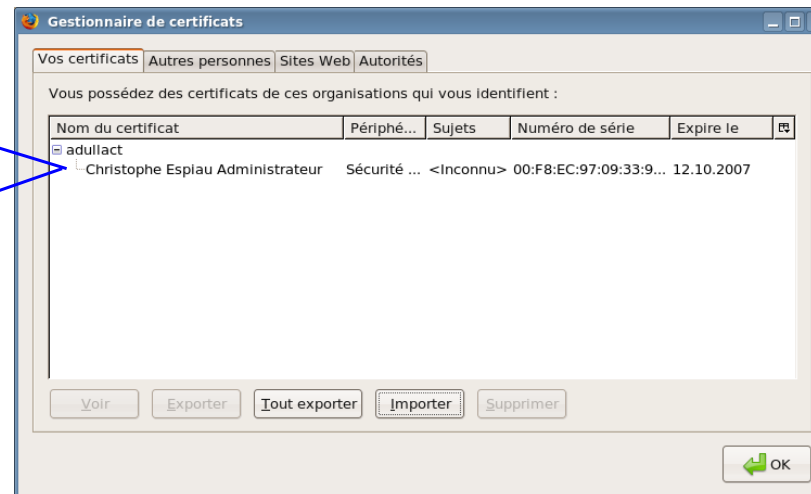 Gestionnaire de certificats
Vos certificats Autres personnes Sites Web Autorités
Vous possédez des certificats de ces organisations qui vous identifient :
Nom du certificat Périphé... Sujets Numéro de série Expire le
adullact
Christophe Espiau Administrateur Sécurité ... <Inconnu> 00:F8:EC:97:09:33:9... 12.10.2007
Voir Exporter Tout exporter Importer Supprimer
OK